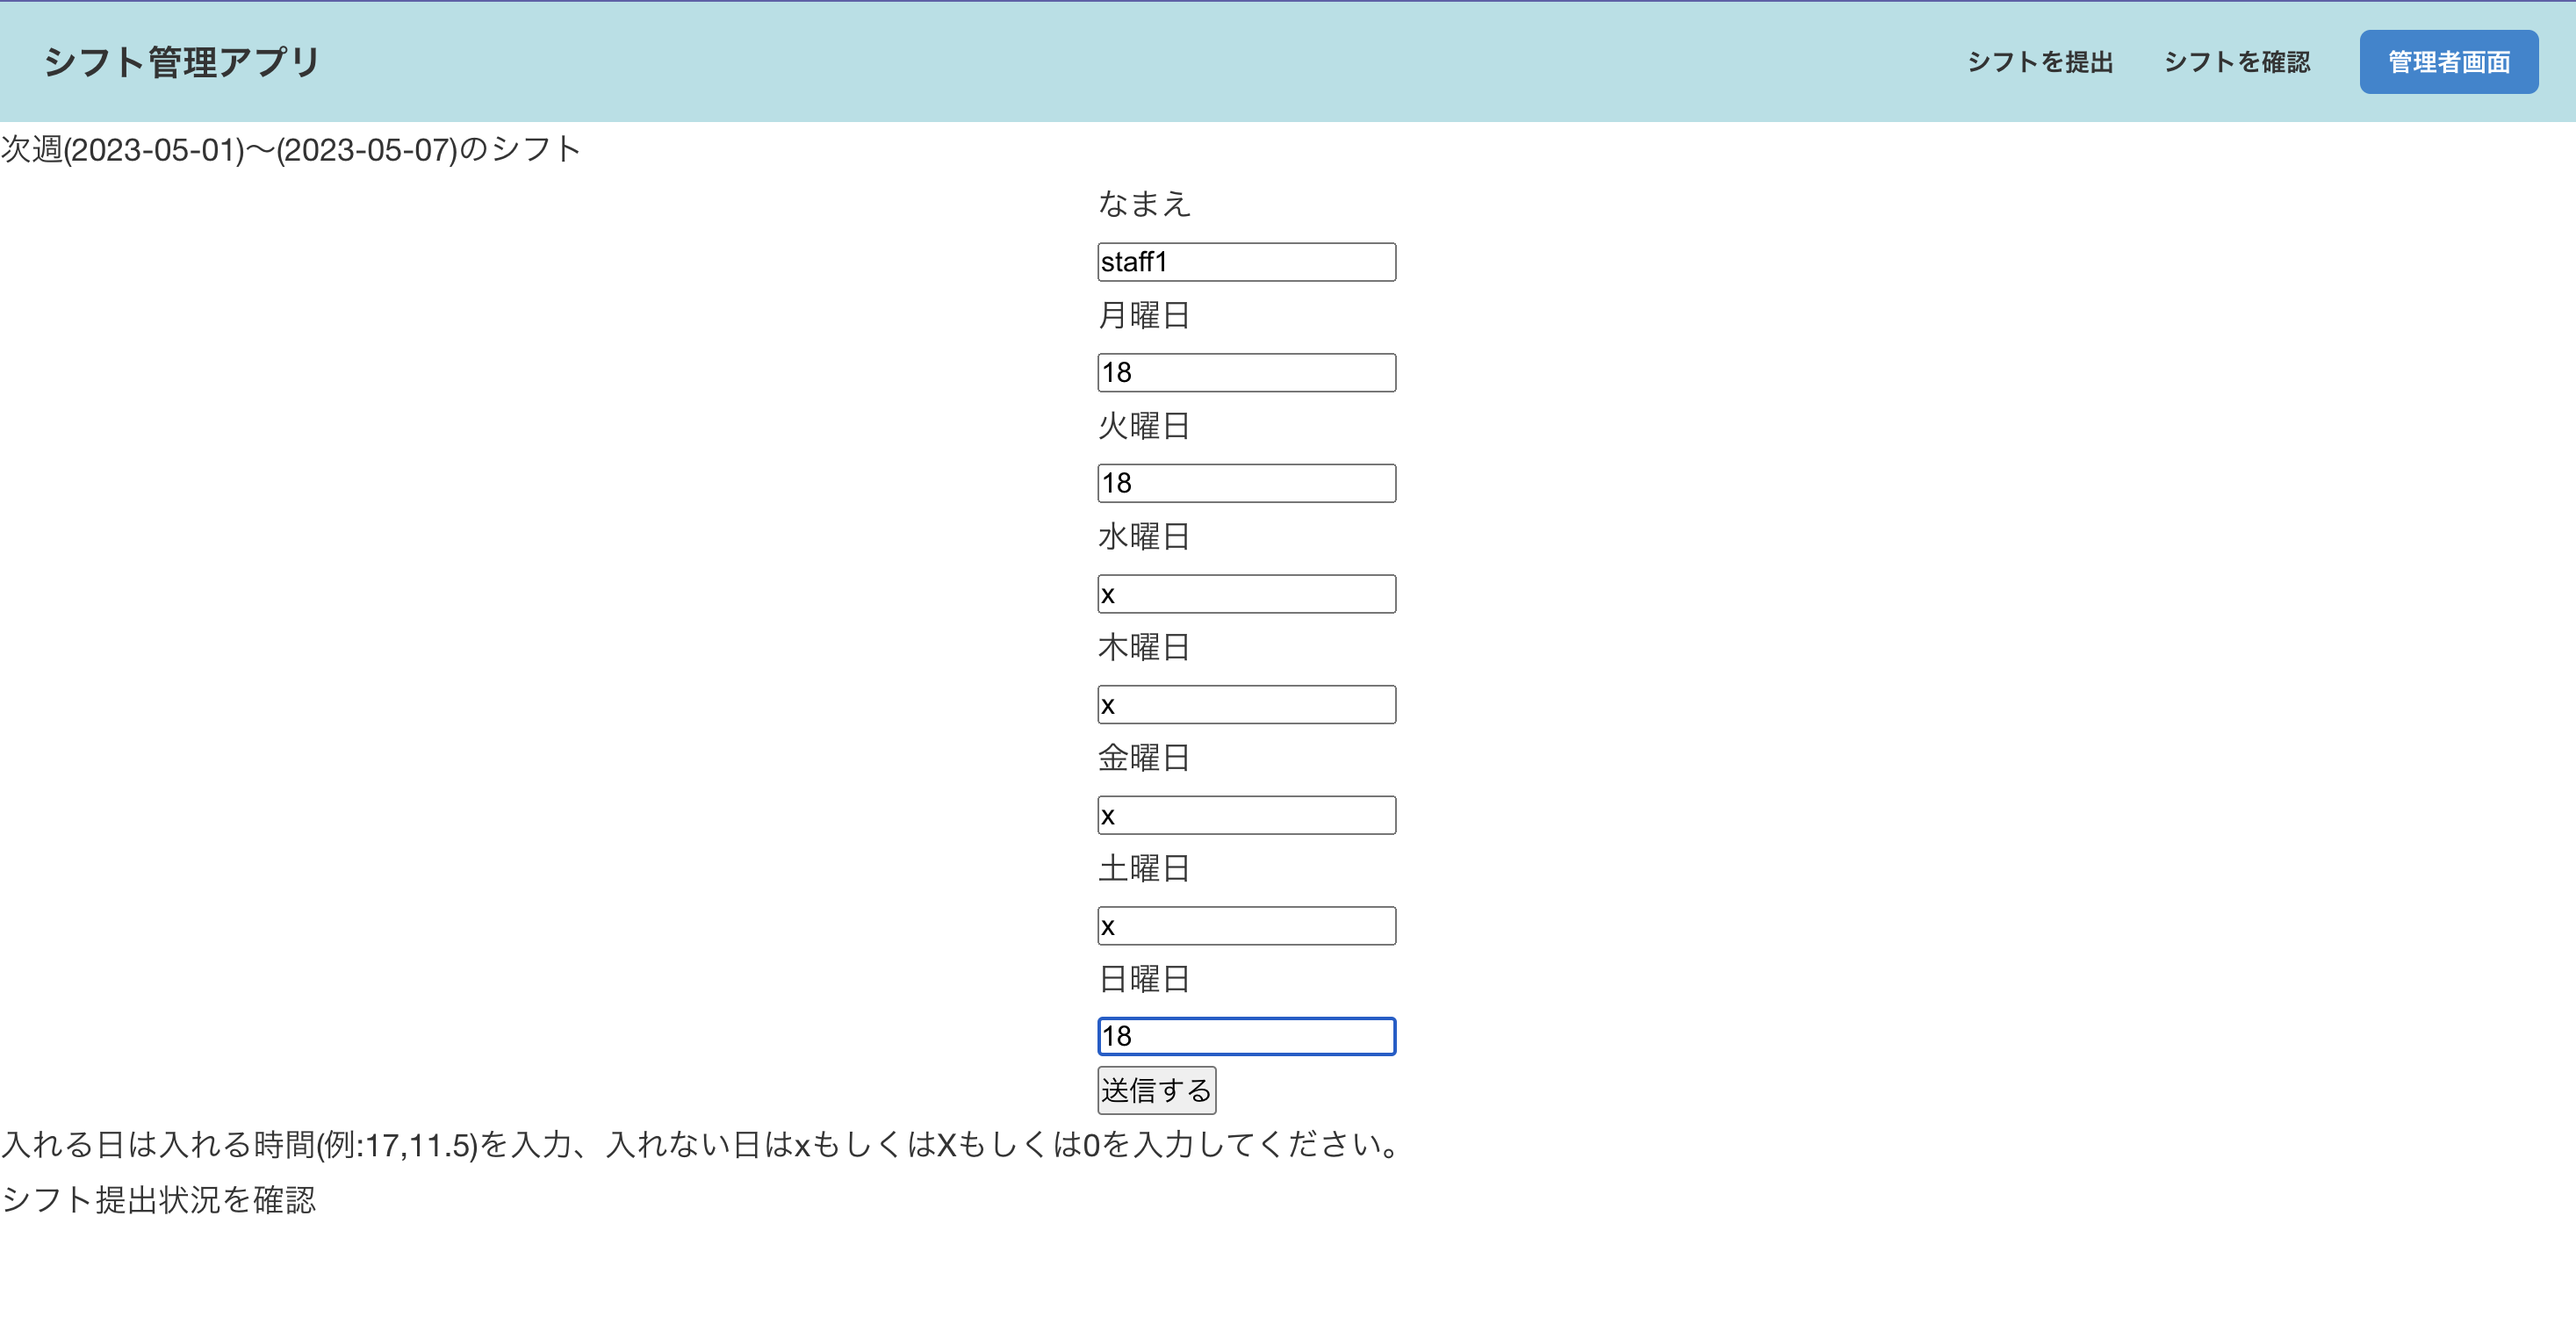 シフト管理アプリ
シフトを提出 シフトを確認 管理者画面
次週(2023-05-01)〜(2023-05-07)のシフト
なまえ
staff1
月曜日
18
火曜日
18
水曜日
x
木曜日
x
金曜日
x
土曜日
x
日曜日
18
送信する
入れる日は入れる時間(例:17,11.5)を入力、入れない日はxもしくはXもしくは0を入力してください。
シフト提出状況を確認